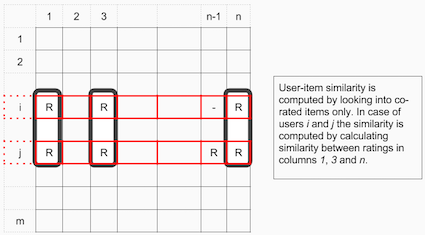 1 2 3 n-1 n
1
2
i R R - R
j R R R R
m
User-item similarity is
computed by looking into co-
rated items only. In case of
users i and j the similarity is
computed by calculating
similarity between ratings in
columns 1, 3 and n.